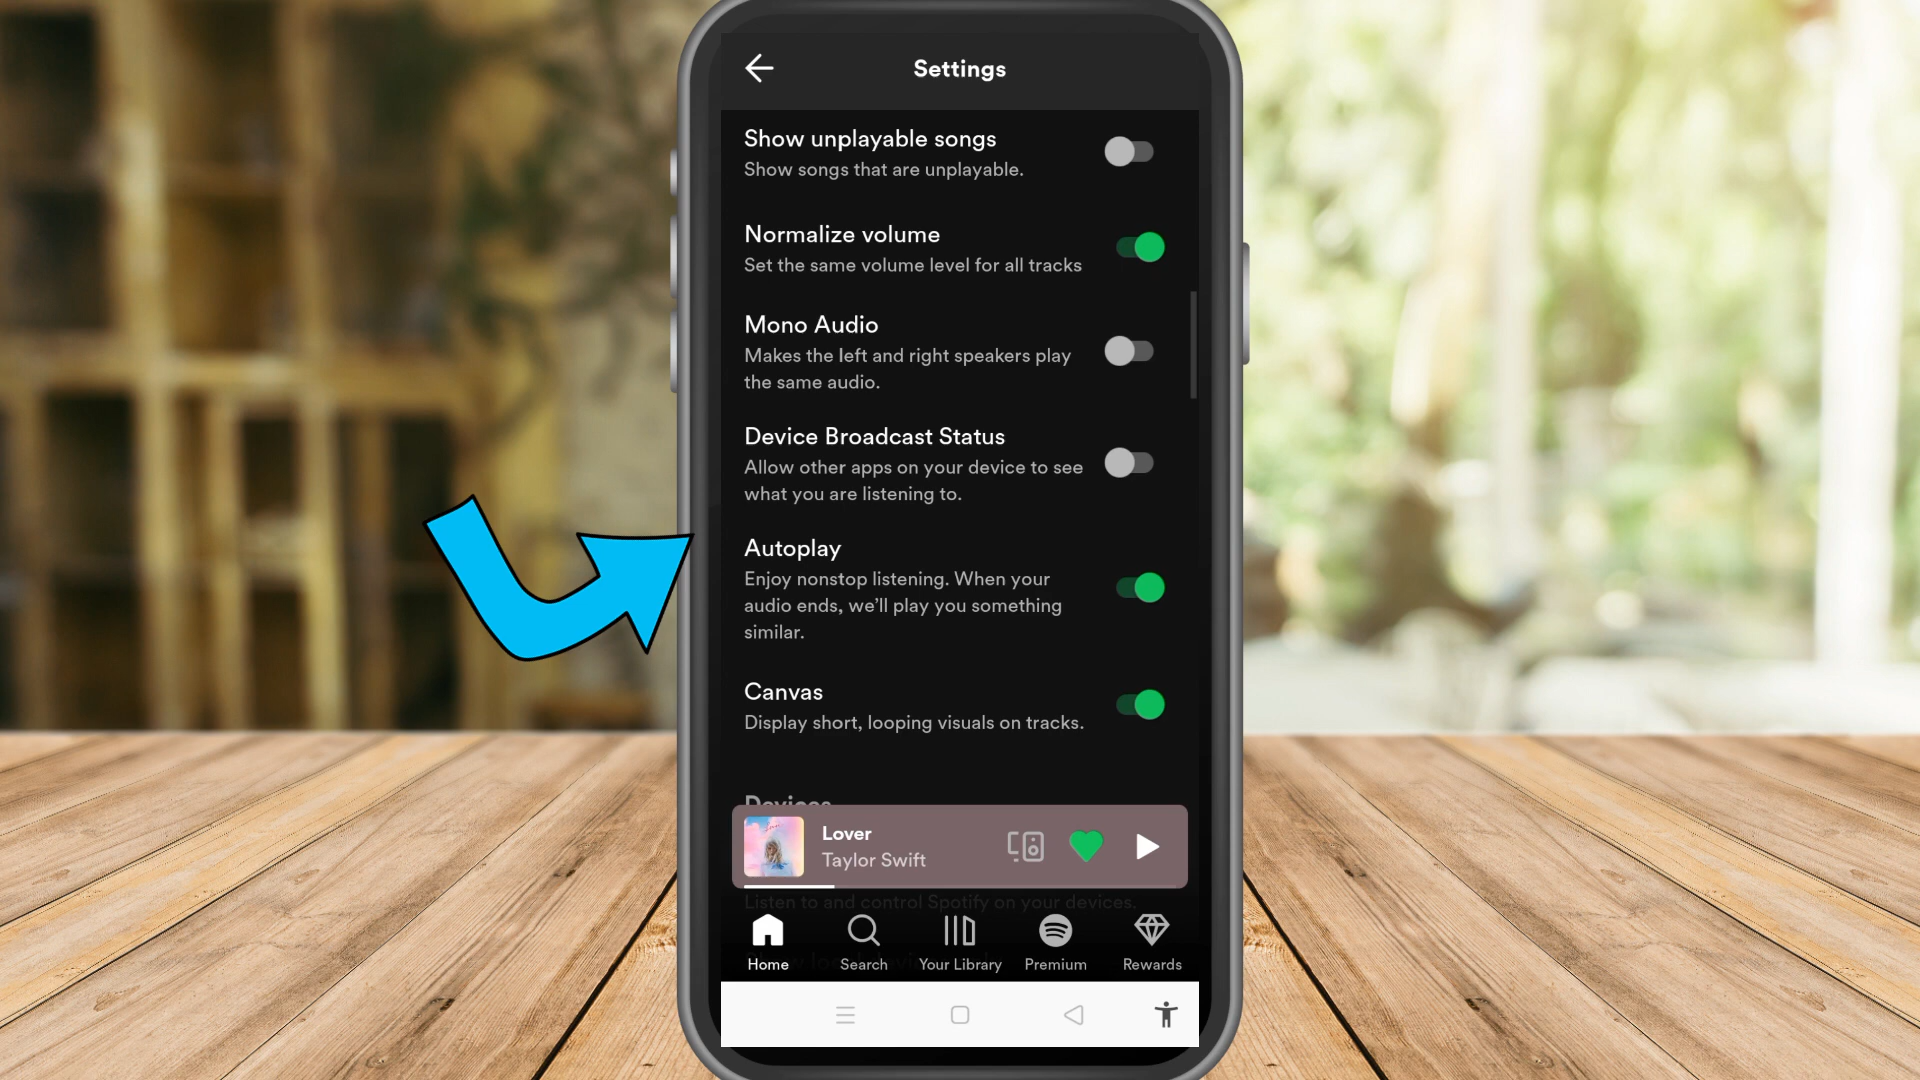 Settings
Show unplayable songs
Show songs that are unplayable.
Normalize volume
Set the same volume level for all tracks
Mono Audio
Makes the left and right speakers play
the same audio.
Device Broadcast Status
Allow other apps on your device to see
what you are listening to.
Autoplay
Enjoy nonstop listening. When your
audio ends, we'll play you something
similar.
Canvas
Display short, looping visuals on tracks.
Devices
Lover
Taylor Swift
Listen to and control Spotify on your devices.
Home
Search
Your Library
Premium
Rewards